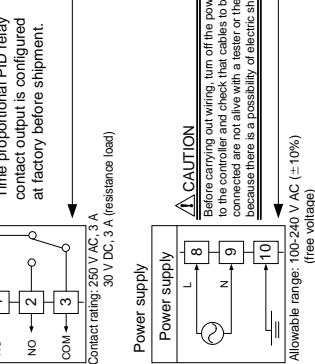 Time proportional PID relay
contact output is configured
at factory before shipment.
1
NO
2
COM
3
Contact rating: 250 V AC, 3 A
30 V DC, 3 A (resistance load)
Power supply
Power supply
L
8
N
9
10
Allowable range: 100-240 V AC (± 10%)
(free voltage)
CAUTION
Before carrying out wiring, turn off the pow
to the controller and check that cables to b
connected are not alive with a tester or the
because there is a possibility of electric sh